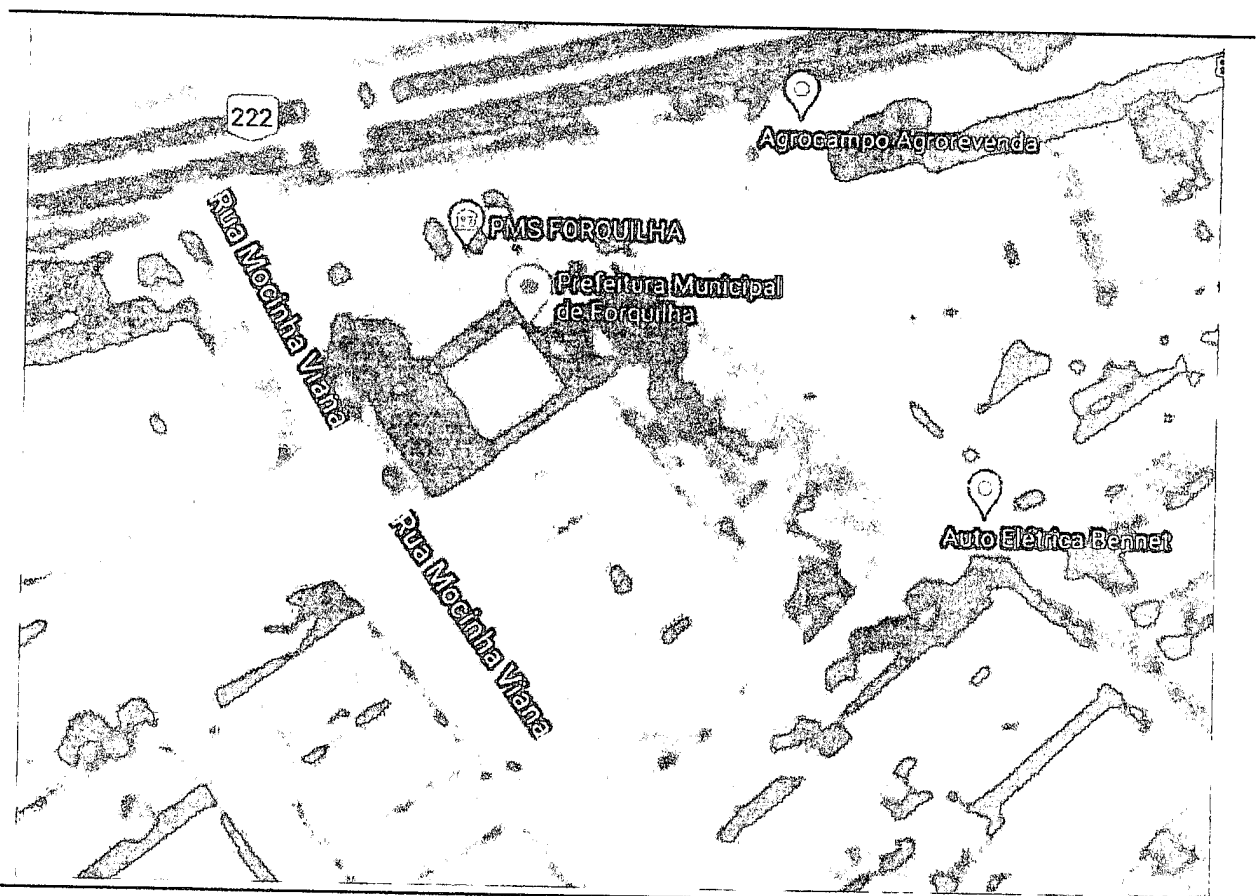 222
Agrocampo Agrorevenda
PMS FORQUILHA
Prefeitura Municipal
de Forquilha
Rua Mocinha Viana
Auto Elétrica Bennet
Rua Mocinha Viana